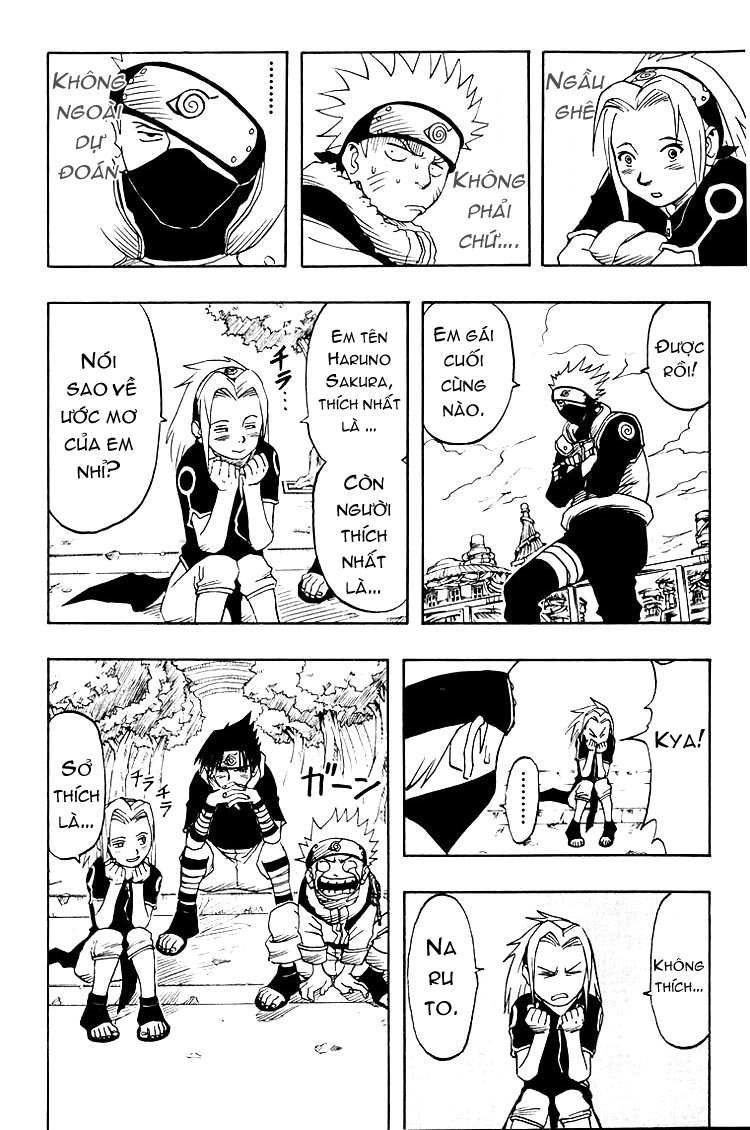 NGẦU
GHÊ
KHÔNG
PHẢI
CHỨ....
........
KHÔNG
NGOÀI
DỰ
ĐOÁN
ĐƯỢC
RỒI!
EM GÁI
CUỐI
CÙNG
NÀO.
EM TÊN
HARUNO
SAKURA,
THÍCH NHẤT
LÀ ...
CÒN
NGƯỜI
THÍCH
NHẤT
LÀ...
チラ...
NÓI
SAO VỀ
ƯỚC MƠ
CỦA EM
NHỈ?
KYA!
......
KHÔNG
THÍCH...
NA
RU
TO.
ガーン
チラ
チラ
SỞ
THÍCH
LÀ...